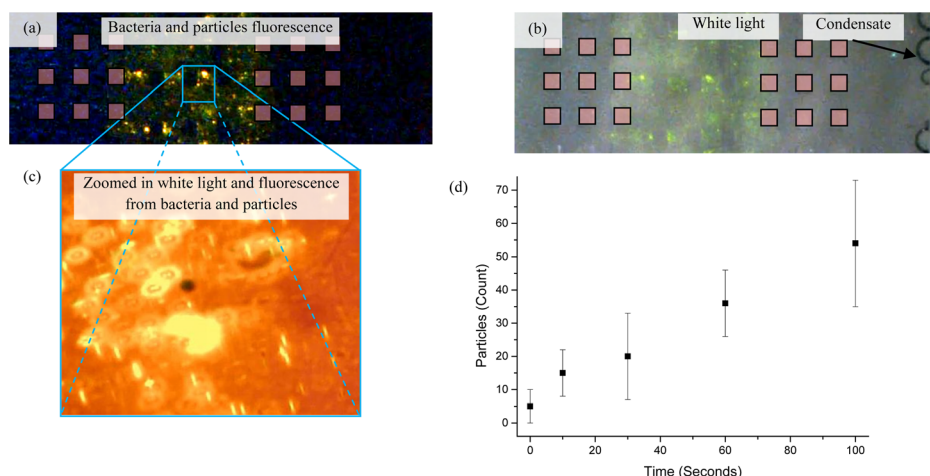 (a)
Bacteria and particles fluorescence
(b)
White light
Condensate
(c)
Zoomed in white light and fluorescence
from bacteria and particles
(d)
70
60
50
40
30
20
10
0
Particles (Count)
0 20 40 60 80 100
Time (Seconds)